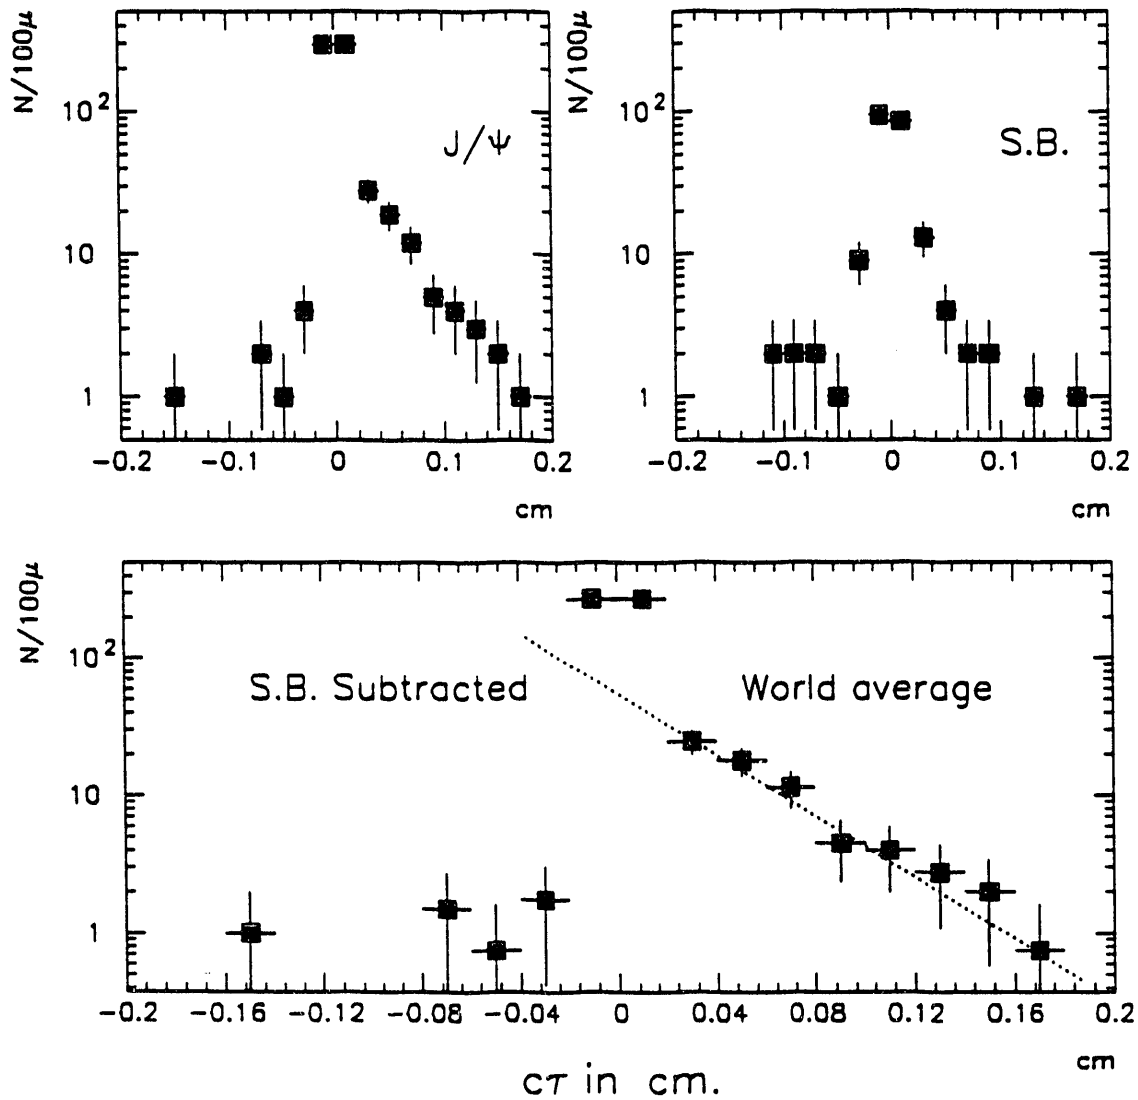 N/100μ
J/ψ
10²
10
1
-0.2 -0.1 0 0.1 0.2
cm
N/100μ
S.B.
10²
10
1
-0.2 -0.1 0 0.1 0.2
cm
N/100μ
S.B. Subtracted World average
10²
10
1
-0.2 -0.16 -0.12 -0.08 -0.04 0 0.04 0.08 0.12 0.16 0.2
cm
cτ in cm.